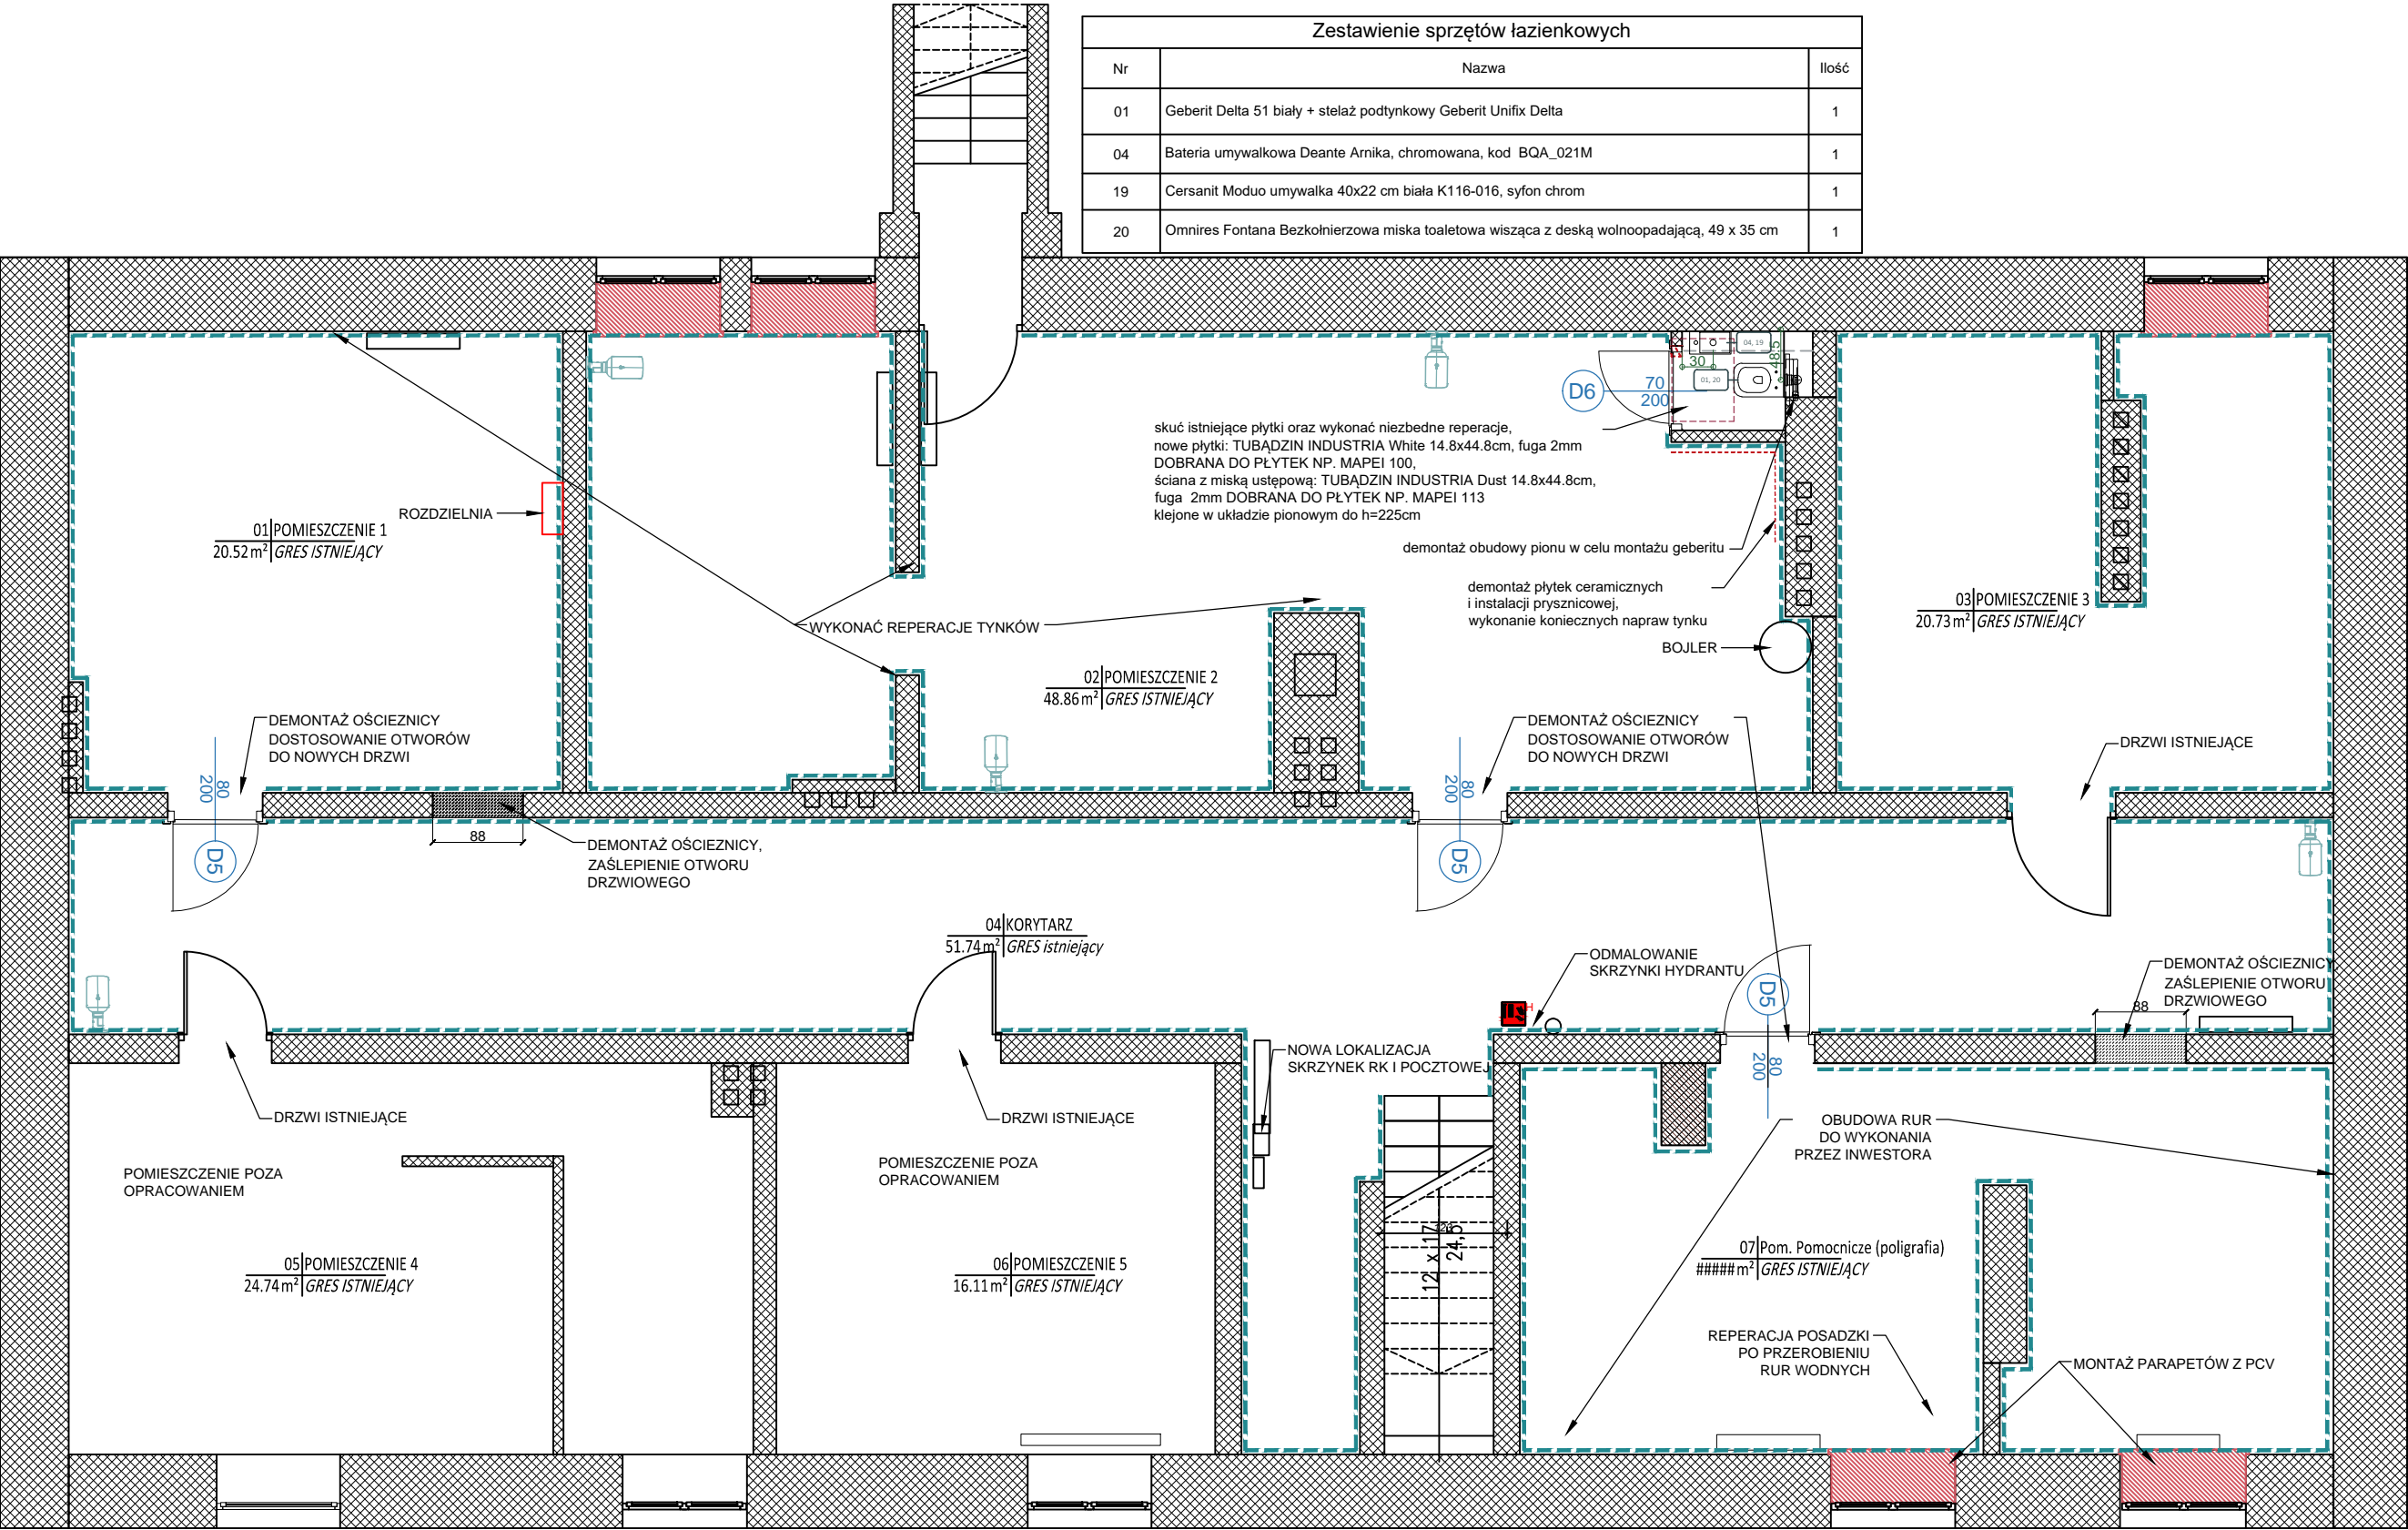 Zestawienie sprzętów łazienkowych
Nr Nazwa Ilość
01 Geberit Delta 51 biały + stelaż podtynkowy Geberit Unifix Delta 1
04 Bateria umywalkowa Deante Arnika, chromowana, kod BQA_021M 1
19 Cersanit Moduo umywalka 40x22 cm biała K116-016, syfon chrom 1
20 Omnires Fontana Bezkołnierzowa miska toaletowa wisząca z deską wolnoopadającą, 49 x 35 cm 1
04, 19
30
48,5
01, 20
D6
70
200
skuć istniejące płytki oraz wykonać niezbedne reperacje,
nowe płytki: TUBĄDZIN INDUSTRIA White 14.8x44.8cm, fuga 2mm
DOBRANA DO PŁYTEK NP. MAPEI 100,
ściana z miską ustępową: TUBĄDZIN INDUSTRIA Dust 14.8x44.8cm,
fuga 2mm DOBRANA DO PŁYTEK NP. MAPEI 113
klejone w układzie pionowym do h=225cm
ROZDZIELNIA
01 POMIESZCZENIE 1
20.52 m² GRES ISTNIEJĄCY
demontaż obudowy pionu w celu montażu geberitu
demontaż płytek ceramicznych
i instalacji prysznicowej,
wykonanie koniecznych napraw tynku
WYKONAĆ REPERACJE TYNKÓW
BOJLER
03 POMIESZCZENIE 3
20.73 m² GRES ISTNIEJĄCY
02 POMIESZCZENIE 2
48.86 m² GRES ISTNIEJĄCY
DEMONTAŻ OŚCIEZNICY
DOSTOSOWANIE OTWORÓW
DO NOWYCH DRZWI
DEMONTAŻ OŚCIEZNICY
DOSTOSOWANIE OTWORÓW
DO NOWYCH DRZWI
DRZWI ISTNIEJĄCE
80
200
D5
80
200
D5
88
DEMONTAŻ OŚCIEZNICY,
ZAŚLEPIENIE OTWORU
DRZWIOWEGO
04 KORYTARZ
51.74 m² GRES istniejący
ODMALOWANIE
SKRZYNKI HYDRANTU
H
D5
80
200
DEMONTAŻ OŚCIEZNICY
ZAŚLEPIENIE OTWORU
DRZWIOWEGO
88
NOWA LOKALIZACJA
SKRZYNEK RK I POCZTOWEJ
DRZWI ISTNIEJĄCE
DRZWI ISTNIEJĄCE
OBUDOWA RUR
DO WYKONANIA
PRZEZ INWESTORA
POMIESZCZENIE POZA
OPRACOWANIEM
POMIESZCZENIE POZA
OPRACOWANIEM
05 POMIESZCZENIE 4
24.74 m² GRES ISTNIEJĄCY
06 POMIESZCZENIE 5
16.11 m² GRES ISTNIEJĄCY
12 x 17
24,5
07 Pom. Pomocnicze (poligrafia)
##### m² GRES ISTNIEJĄCY
REPERACJA POSADZKI
PO PRZEROBIENIU
RUR WODNYCH
MONTAŻ PARAPETÓW Z PCV